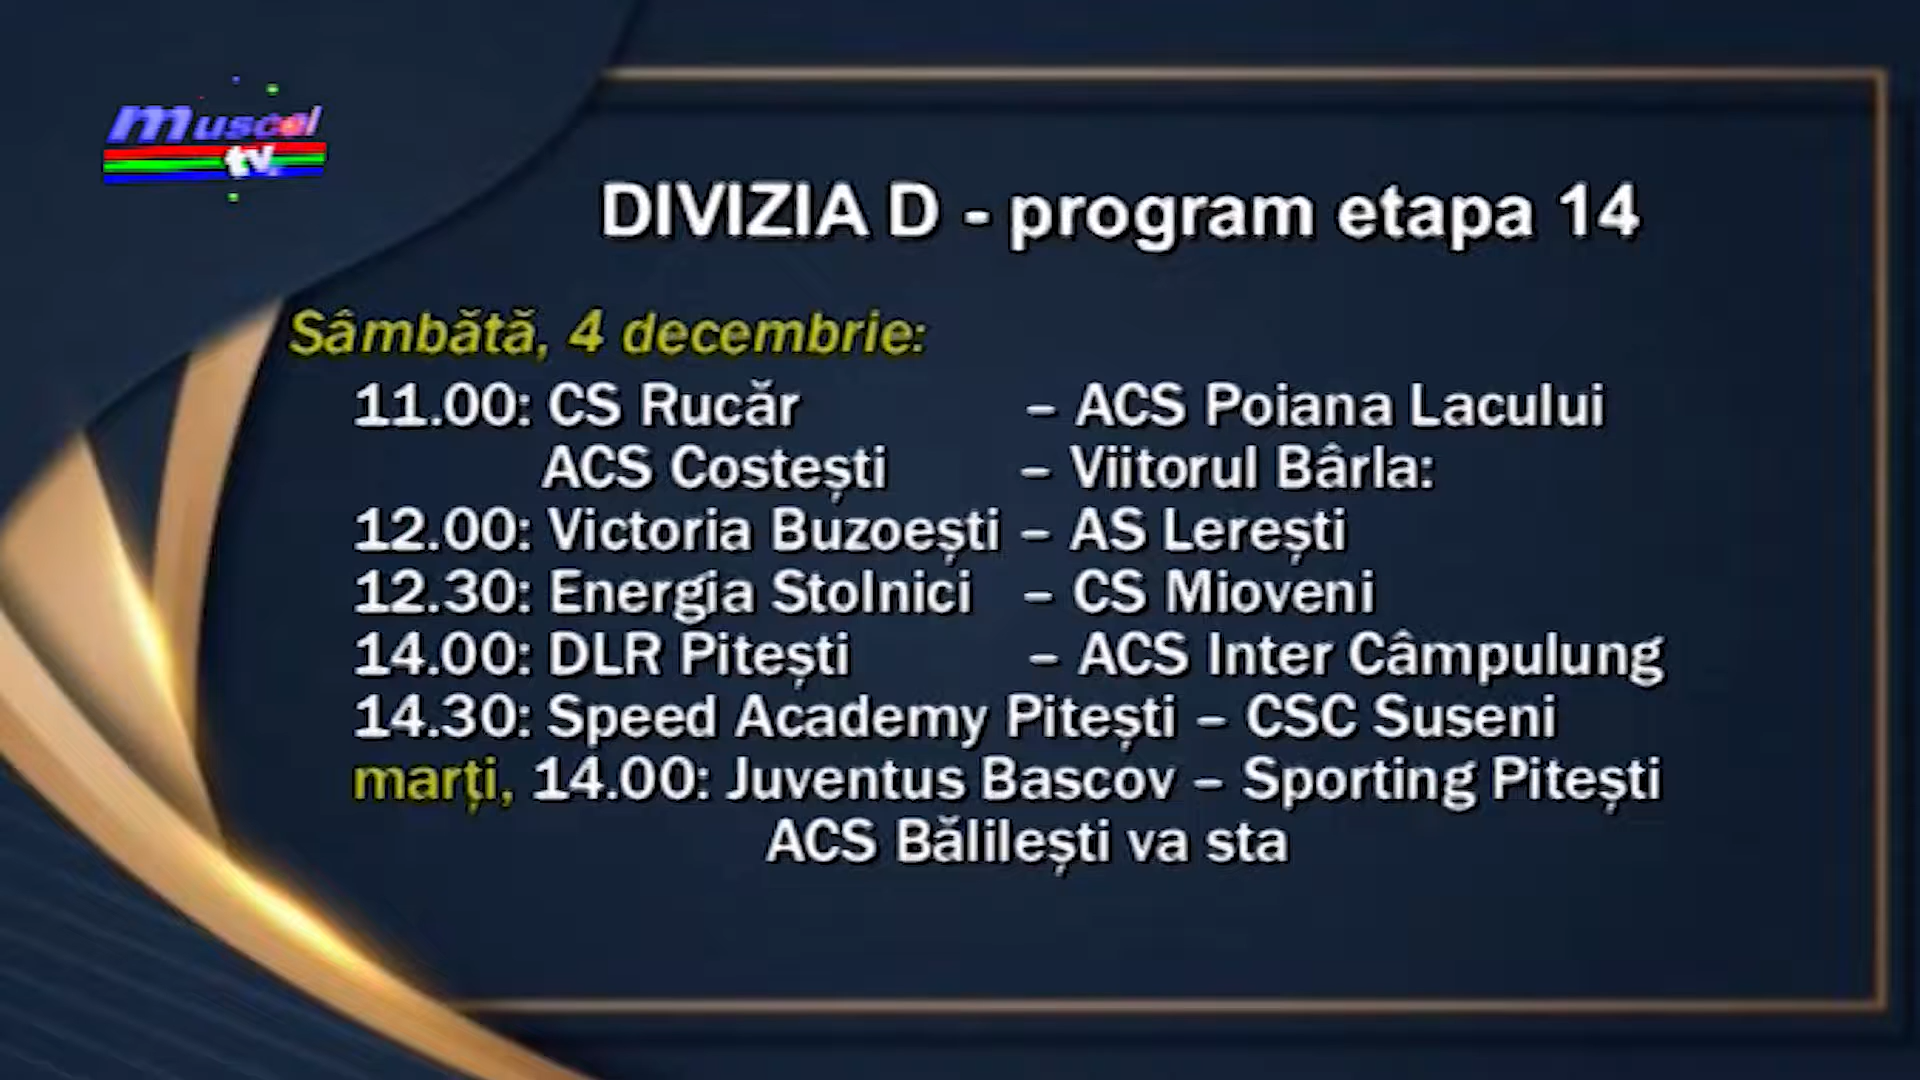 muscel
tv
DIVIZIA D - program etapa 14
Sâmbătă, 4 decembrie:
11.00: CS Rucăr – ACS Poiana Lacului
ACS Costești – Viitorul Bârla:
12.00: Victoria Buzoești – AS Lerești
12.30: Energia Stolnici – CS Mioveni
14.00: DLR Pitești – ACS Inter Câmpulung
14.30: Speed Academy Pitești – CSC Suseni
marți, 14.00: Juventus Bascov – Sporting Pitești
ACS Bălilești va sta